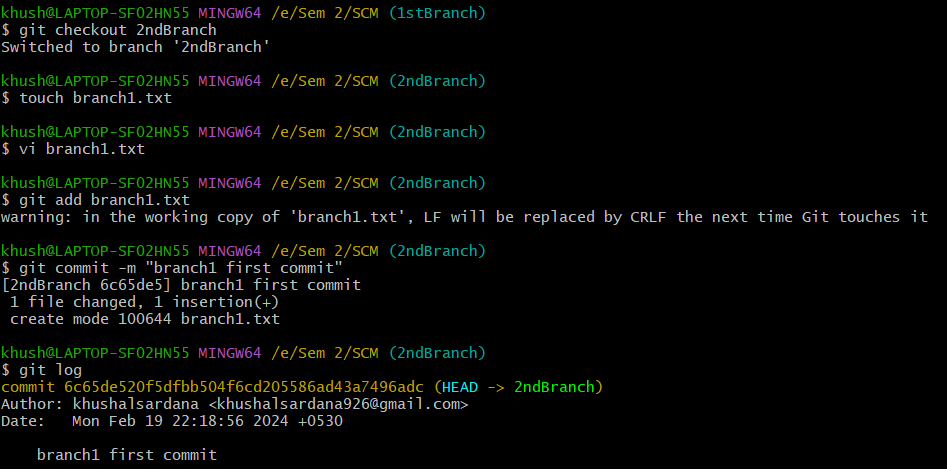 khush@LAPTOP-SFO2HN55 MINGW64 /e/Sem 2/SCM (1stBranch)
$ git checkout 2ndBranch
Switched to branch '2ndBranch'

khush@LAPTOP-SFO2HN55 MINGW64 /e/Sem 2/SCM (2ndBranch)
$ touch branch1.txt

khush@LAPTOP-SFO2HN55 MINGW64 /e/Sem 2/SCM (2ndBranch)
$ vi branch1.txt

khush@LAPTOP-SFO2HN55 MINGW64 /e/Sem 2/SCM (2ndBranch)
$ git add branch1.txt
warning: in the working copy of 'branch1.txt', LF will be replaced by CRLF the next time Git touches it

khush@LAPTOP-SFO2HN55 MINGW64 /e/Sem 2/SCM (2ndBranch)
$ git commit -m "branch1 first commit"
[2ndBranch 6c65de5] branch1 first commit
 1 file changed, 1 insertion(+)
 create mode 100644 branch1.txt

khush@LAPTOP-SFO2HN55 MINGW64 /e/Sem 2/SCM (2ndBranch)
$ git log
commit 6c65de520f5dfbb504f6cd205586ad43a7496adc (HEAD -> 2ndBranch)
Author: khushalsardana <khushalsardana926@gmail.com>
Date:   Mon Feb 19 22:18:56 2024 +0530

    branch1 first commit